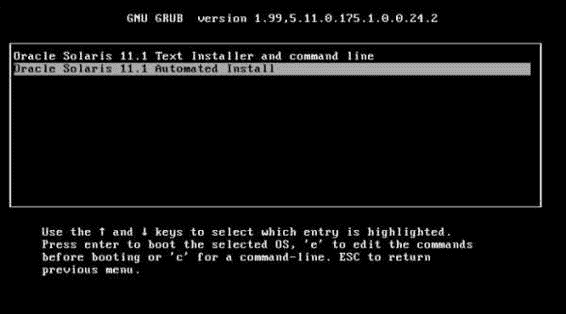 GNU GRUB  version 1.99,5.11.0.175.1.0.0.24.2
Oracle Solaris 11.1 Text Installer and command line
Oracle Solaris 11.1 Automated Install
Use the ↑ and ↓ keys to select which entry is highlighted.
Press enter to boot the selected OS, 'e' to edit the commands
before booting or 'c' for a command-line. ESC to return
previous menu.